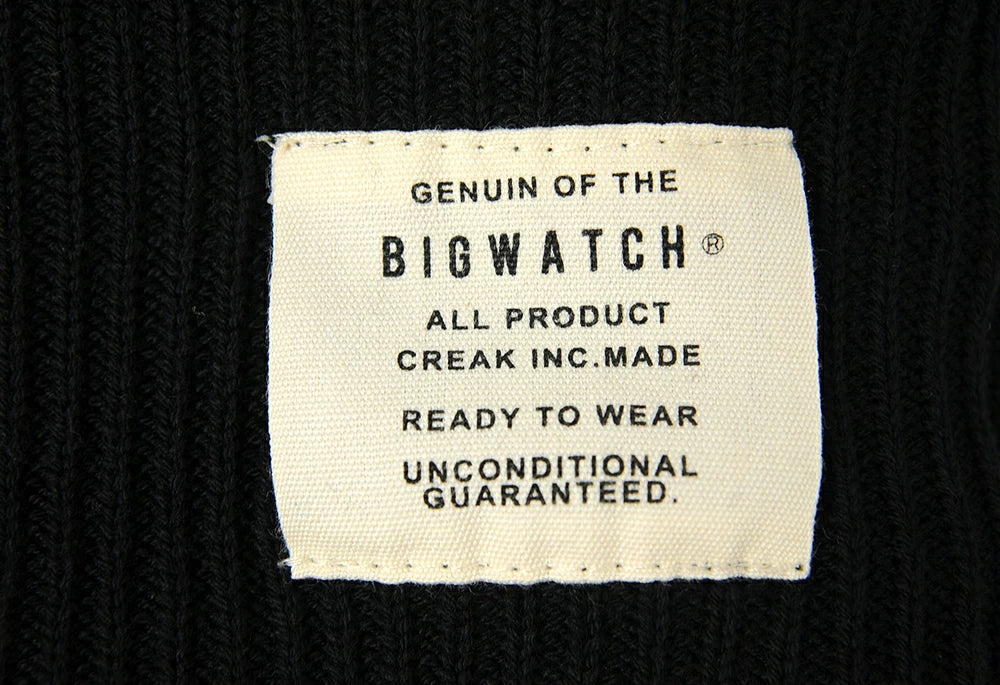 GENUIN OF THE
BIGWATCH®
ALL PRODUCT
CREAK INC.MADE
READY TO WEAR
UNCONDITIONAL
GUARANTEED.